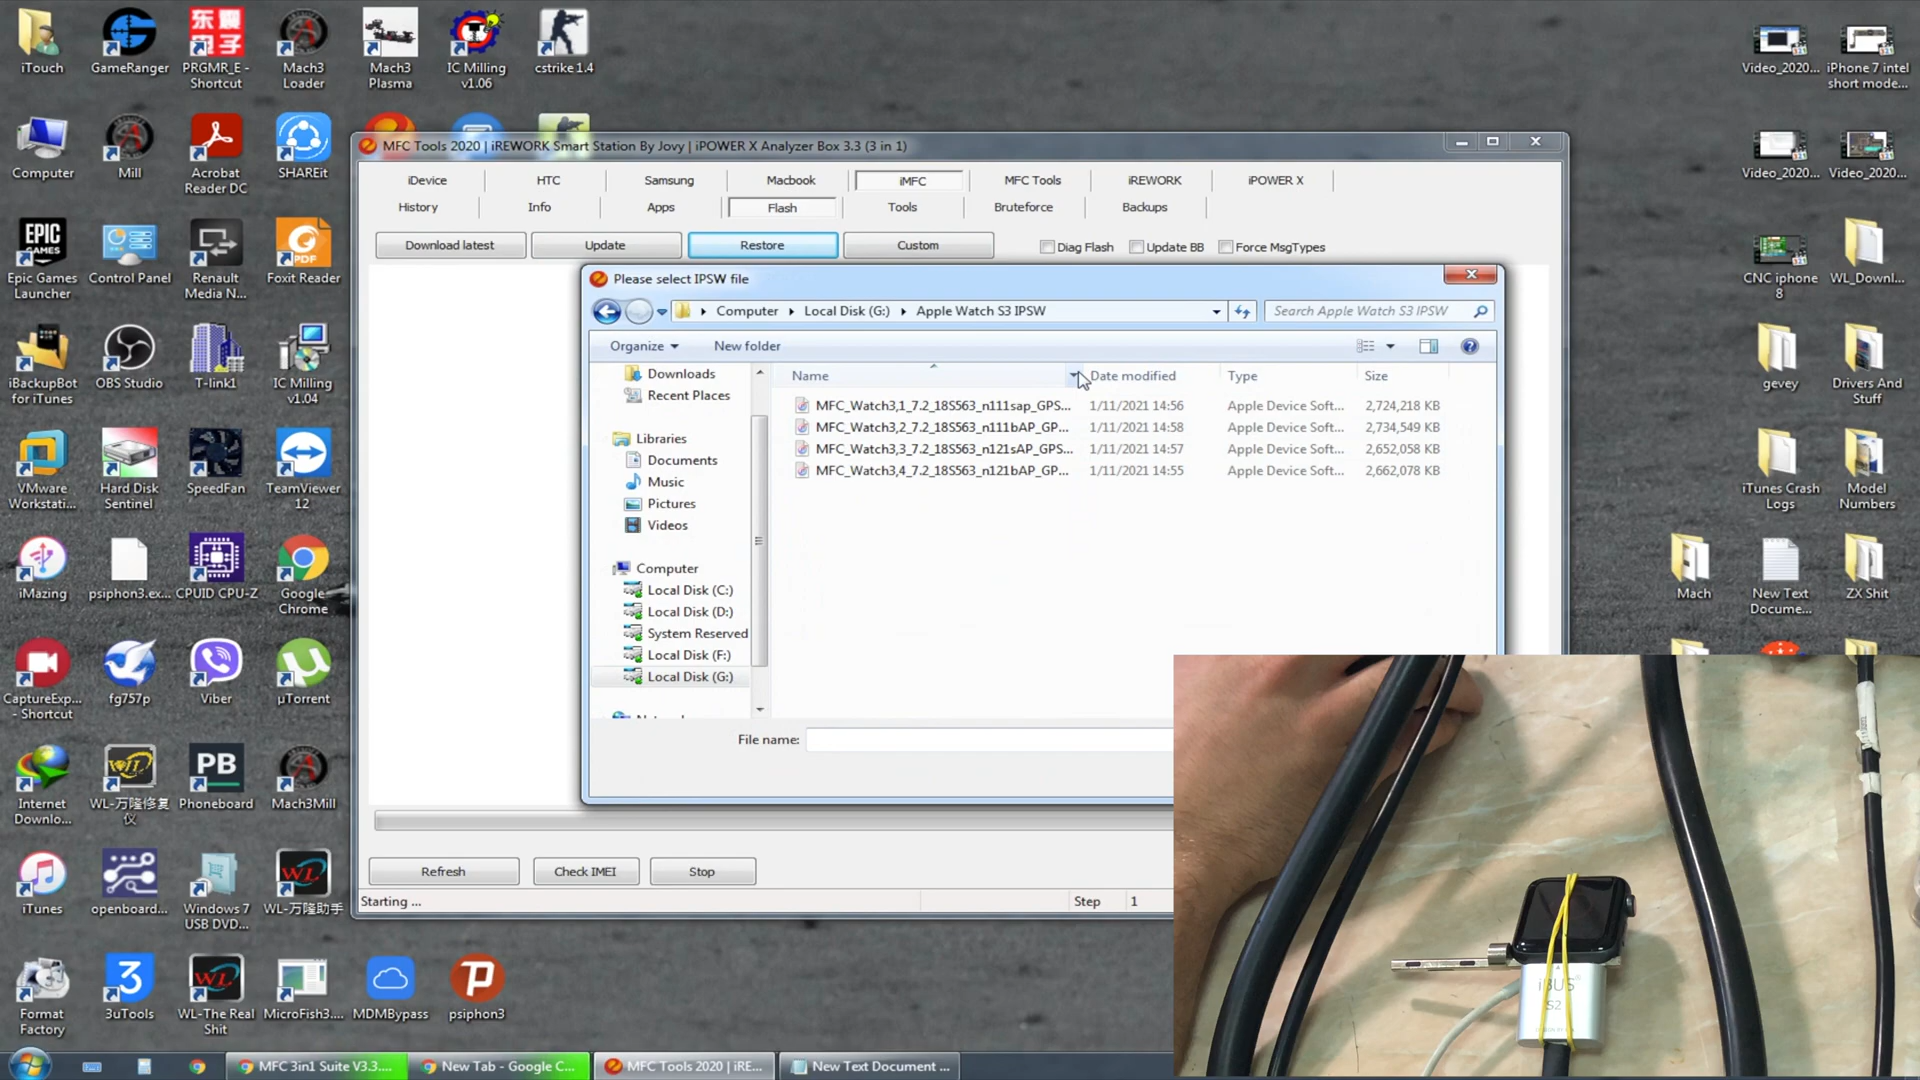 iTouch
GameRanger
PRGMR_E - Shortcut
Mach3 Loader
Mach3 Plasma
IC Milling v1.06
cstrike 1.4
Video_2020...
iPhone 7 intel short mode...
Computer
Mill
Acrobat Reader DC
SHAREit
Video_2020...
Video_2020...
Epic Games Launcher
Control Panel
Renault Media N...
Foxit Reader
CNC iphone 8
WL_Downl...
iBackupBot for iTunes
OBS Studio
T-link1
IC Milling v1.04
gevey
Drivers And Stuff
VMware Workstati...
Hard Disk Sentinel
SpeedFan
TeamViewer 12
iTunes Crash Logs
Model Numbers
iMazing
psiphon3.ex...
CPUID CPU-Z
Google Chrome
Mach
New Text Docume...
ZX Shit
CaptureExp... - Shortcut
fg757p
Viber
µTorrent
Internet Downlo...
WL-万隆修复仪
Phoneboard
Mach3Mill
iTunes
openboard...
Windows 7 USB DVD...
WL-万隆助手
Format Factory
3uTools
WL-The Real Shit
MicroFish3....
MDMBypass
psiphon3
东震电子
EPIC GAMES
PB
MFC Tools 2020 | iREWORK Smart Station By Jovy | iPOWER X Analyzer Box 3.3 (3 in 1)
iDevice HTC Samsung Macbook iMFC MFC Tools iREWORK iPOWER X
History Info Apps Flash Tools Bruteforce Backups
Download latest Update Restore Custom Diag Flash Update BB Force MsgTypes
Please select IPSW file
Computer Local Disk (G:) Apple Watch S3 IPSW Search Apple Watch S3 IPSW
Organize New folder
Name Date modified Type Size
Downloads
Recent Places
Libraries
Documents
Music
Pictures
Videos
Computer
Local Disk (C:)
Local Disk (D:)
System Reserved
Local Disk (F:)
Local Disk (G:)
MFC_Watch3,1_7.2_18S563_n111sap_GPS... 1/11/2021 14:56 Apple Device Soft... 2,724,218 KB
MFC_Watch3,2_7.2_18S563_n111bAP_GP... 1/11/2021 14:58 Apple Device Soft... 2,734,549 KB
MFC_Watch3,3_7.2_18S563_n121sAP_GPS... 1/11/2021 14:57 Apple Device Soft... 2,652,058 KB
MFC_Watch3,4_7.2_18S563_n121bAP_GP... 1/11/2021 14:55 Apple Device Soft... 2,662,078 KB
File name:
Refresh Check IMEI Stop
Starting ... Step 1
iBUS
S2
MFC 3in1 Suite V3.3....
New Tab - Google C...
MFC Tools 2020 | iRE...
New Text Document ...